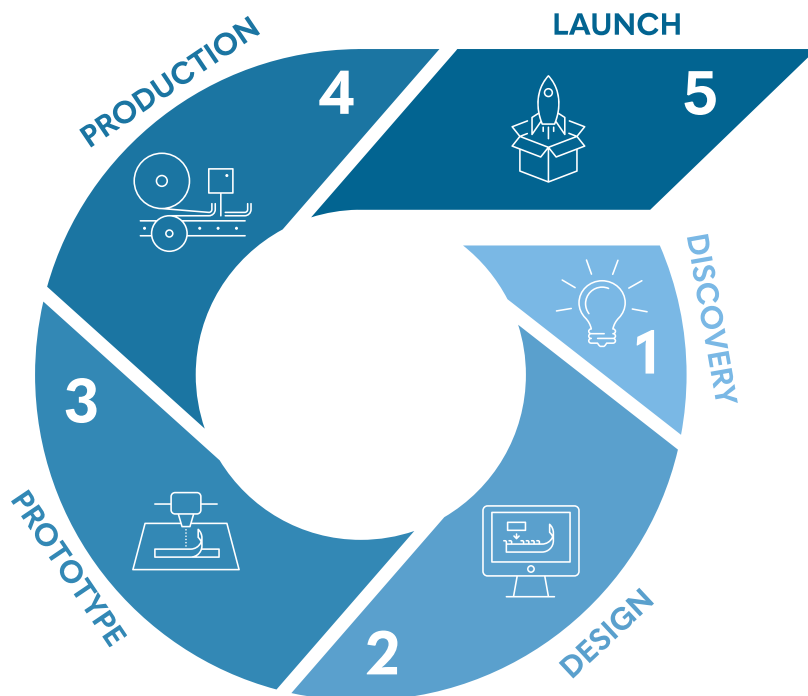 LAUNCH
5
PRODUCTION
4
DISCOVERY
1
3
PROTOTYPE
2
DESIGN